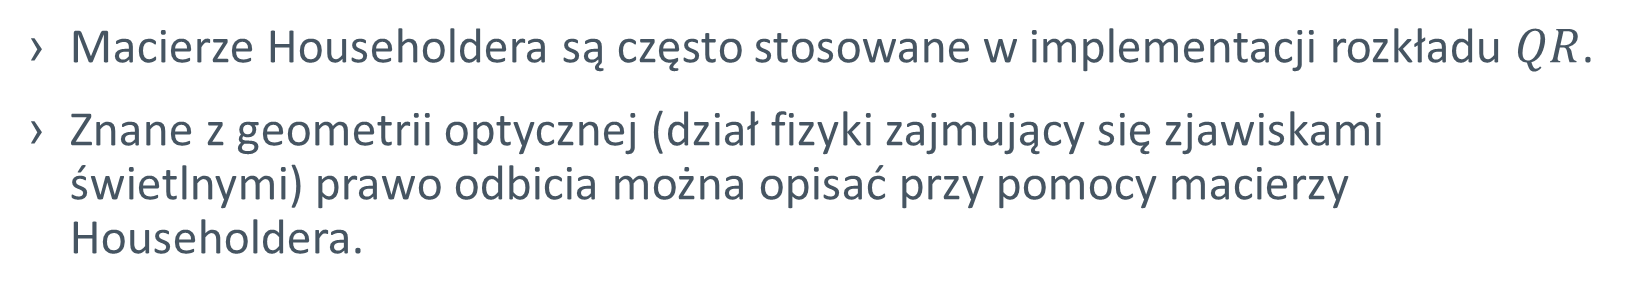 › Macierze Householdera są często stosowane w implementacji rozkładu QR.
› Znane z geometrii optycznej (dział fizyki zajmujący się zjawiskami
świetlnymi) prawo odbicia można opisać przy pomocy macierzy
Householdera.